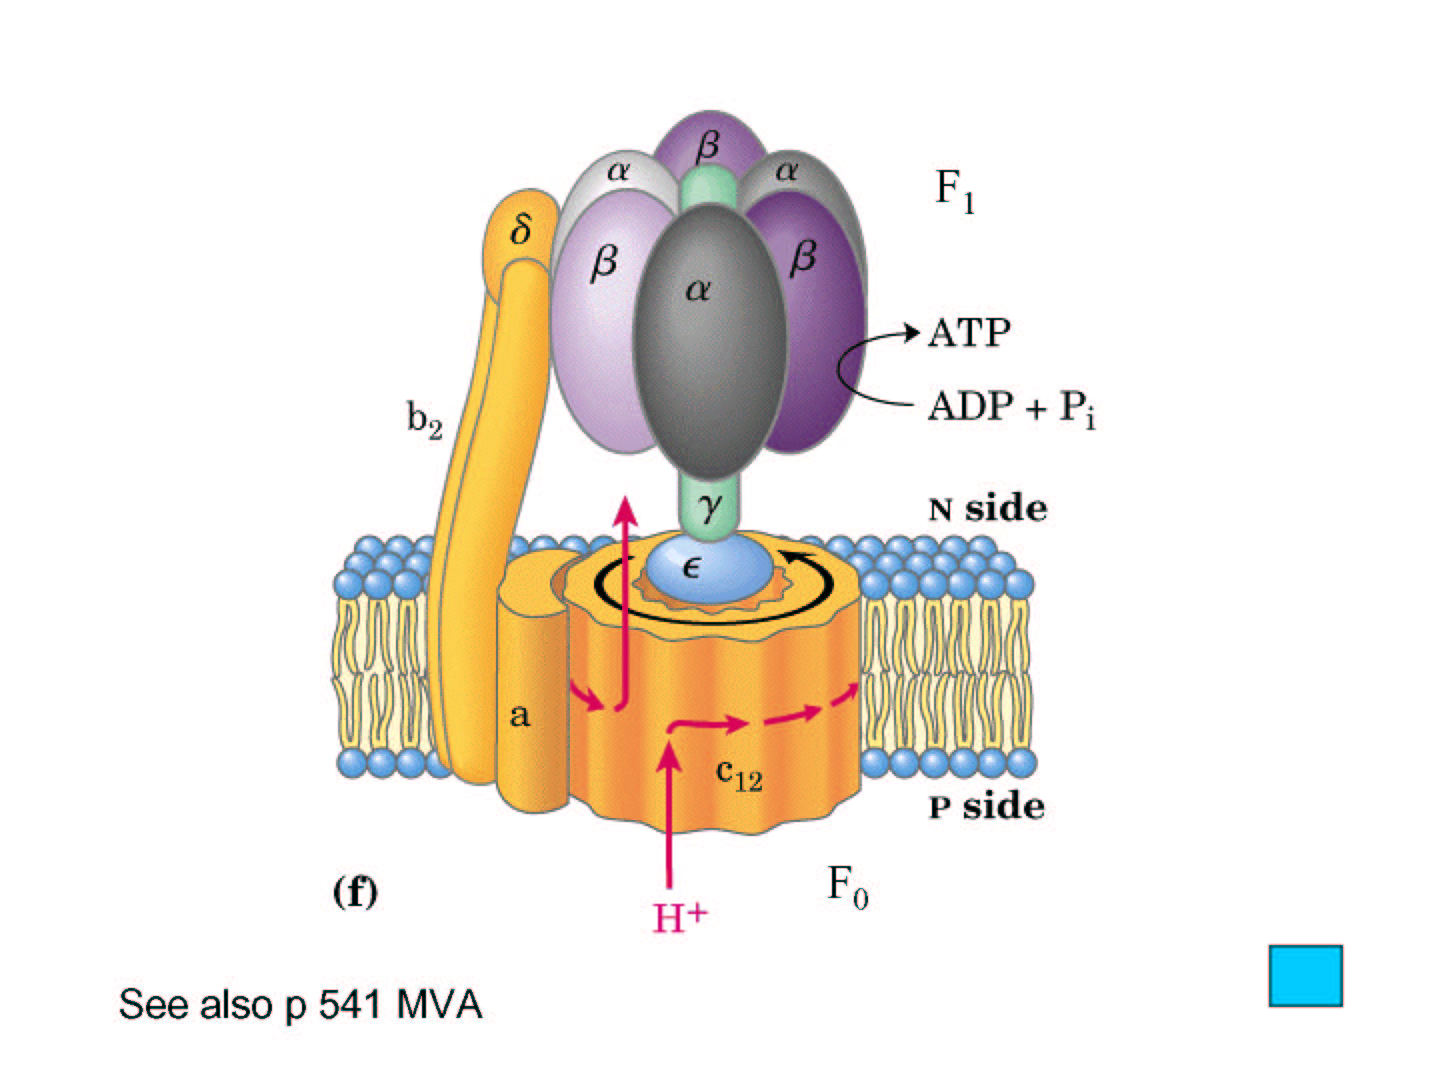 β
α α
F₁
δ
β β
α
ATP
b₂
ADP + Pᵢ
γ
N side
ϵ
a
c₁₂
P side
(f)
F₀
H⁺
See also p 541 MVA